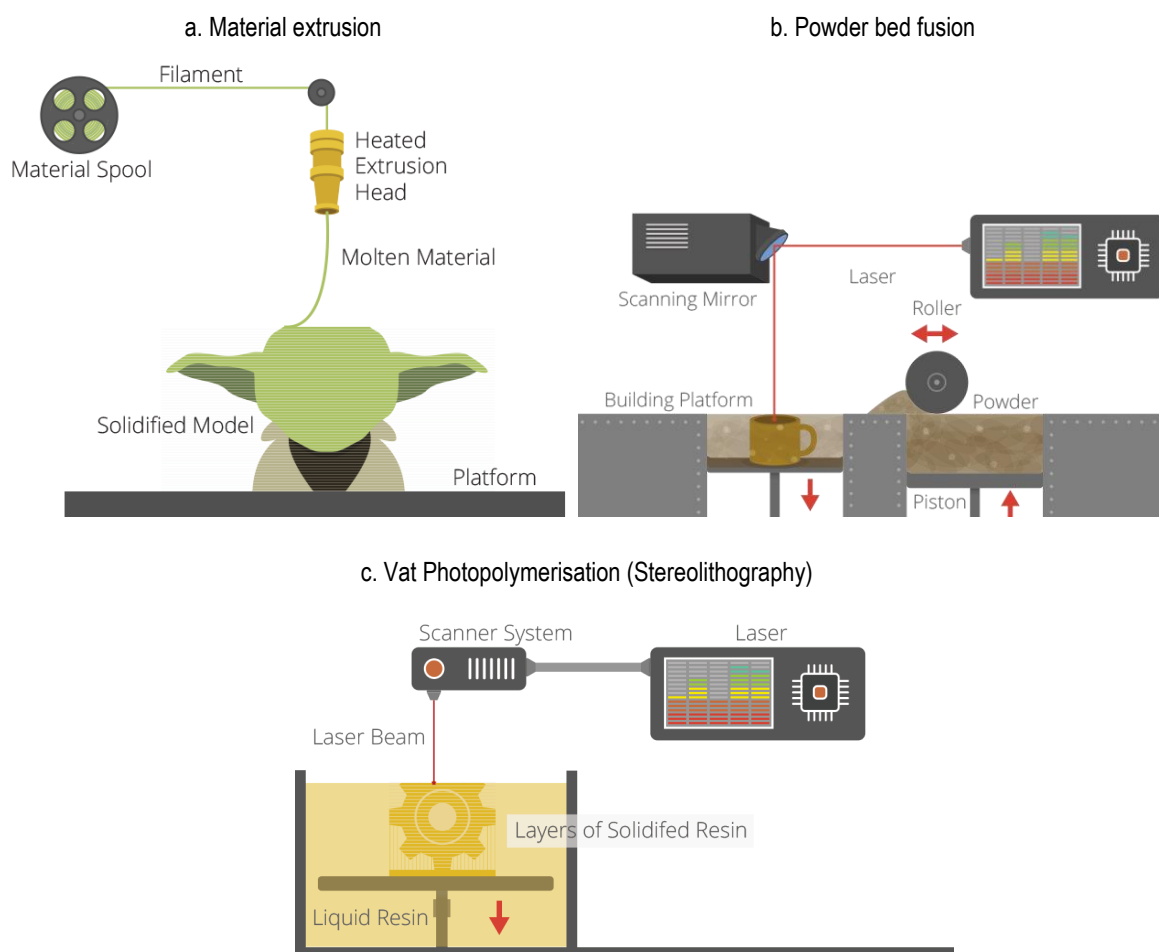 a. Material extrusion
Filament
Material Spool
Heated
Extrusion
Head
Molten Material
Solidified Model
Platform
b. Powder bed fusion
Scanning Mirror
Laser
Roller
Building Platform
Powder
Piston
c. Vat Photopolymerisation (Stereolithography)
Scanner System
Laser
Laser Beam
Layers of Solidifed Resin
Liquid Resin